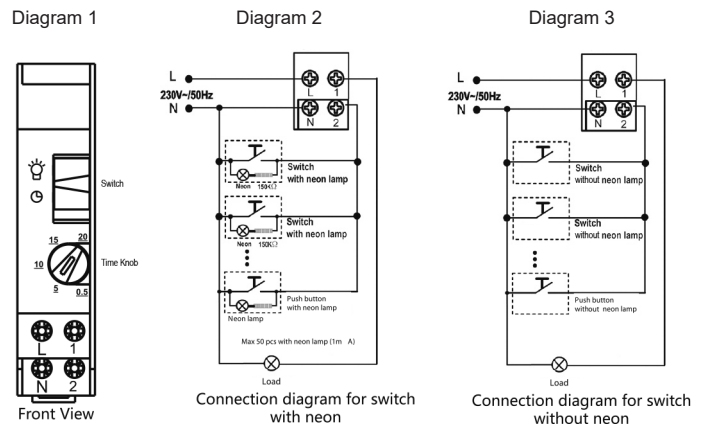 Diagram 1
Diagram 2
Diagram 3
Switch
15 20
10
Time Knob
5 0.5
L 1
N 2
Front View
L
230V~/50Hz
N
L 1
N 2
Switch
with neon lamp
Neon 150KΩ
Switch
with neon lamp
Neon 150KΩ
Push button
with neon lamp
Neon lamp
Max 50 pcs with neon lamp (1m A)
Load
Connection diagram for switch
with neon
L
230V~/50Hz
N
L 1
N 2
Switch
without neon lamp
Switch
without neon lamp
Push button
without neon lamp
Load
Connection diagram for switch
without neon